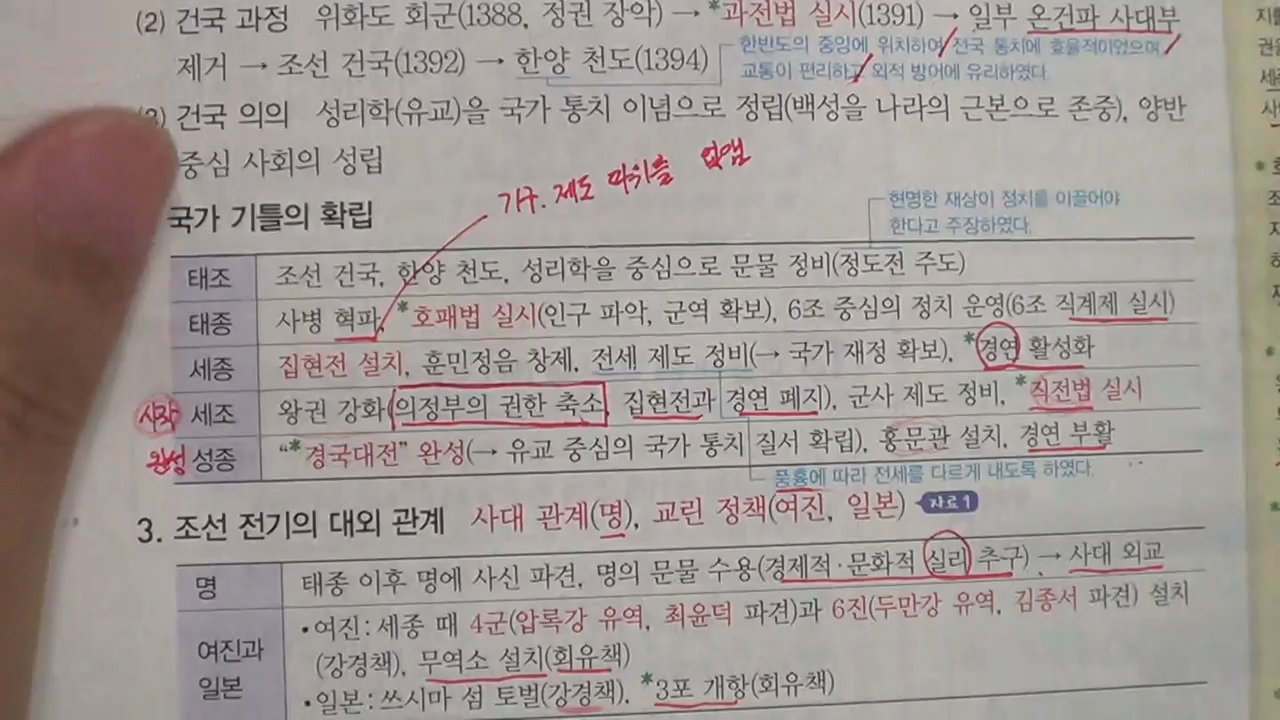 (2) 건국 과정 위화도 회군(1388, 정권 장악) → *과전법 실시(1391) → 일부 온건파 사대부
제거 → 조선 건국(1392) → 한양 천도(1394)
한반도의 중앙에 위치하여 전국 통치에 효율적이었으며,
교통이 편리하고 외적 방어에 유리하였다.
(3) 건국 의의 성리학(유교)을 국가 통치 이념으로 정립(백성을 나라의 근본으로 존중), 양반
중심 사회의 성립
기구. 제도 따위를 없앰
국가 기틀의 확립
현명한 재상이 정치를 이끌어야
한다고 주장하였다.
태조 조선 건국, 한양 천도, 성리학을 중심으로 문물 정비(정도전 주도)
태종 사병 혁파, *호패법 실시(인구 파악, 군역 확보), 6조 중심의 정치 운영(6조 직계제 실시)
세종 집현전 설치, 훈민정음 창제, 전세 제도 정비(→ 국가 재정 확보), *경연 활성화
시작 세조 왕권 강화(의정부의 권한 축소, 집현전과 경연 폐지), 군사 제도 정비, *직전법 실시
완성 성종 “*경국대전” 완성(→ 유교 중심의 국가 통치 질서 확립), 홍문관 설치, 경연 부활
풍흉에 따라 전세를 다르게 내도록 하였다.
3. 조선 전기의 대외 관계 사대 관계(명), 교린 정책(여진, 일본) 자료1
명 태종 이후 명에 사신 파견, 명의 문물 수용(경제적·문화적 실리 추구) → 사대 외교
여진과
일본
•여진: 세종 때 4군(압록강 유역, 최윤덕 파견)과 6진(두만강 유역, 김종서 파견) 설치
(강경책), 무역소 설치(회유책)
•일본: 쓰시마 섬 토벌(강경책), *3포 개항(회유책)